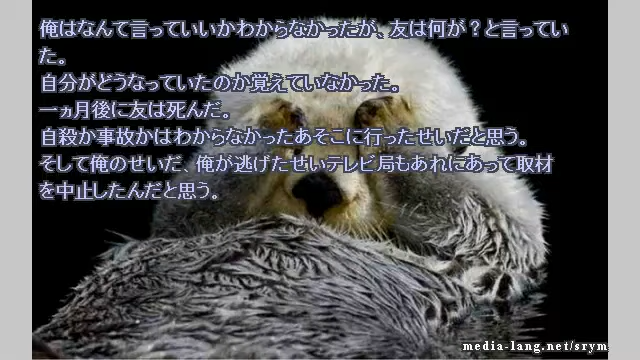 俺はなんて言っていいかわからなかったが、友は何が？と言ってい
た。
自分がどうなっていたのか覚えていなかった。
一ヵ月後に友は死んだ。
自殺か事故かはわからなかったあそこに行ったせいだと思う。
そして俺のせいだ、俺が逃げたせいテレビ局もあれにあって取材
を中止したんだと思う。
media-lang.net/srym